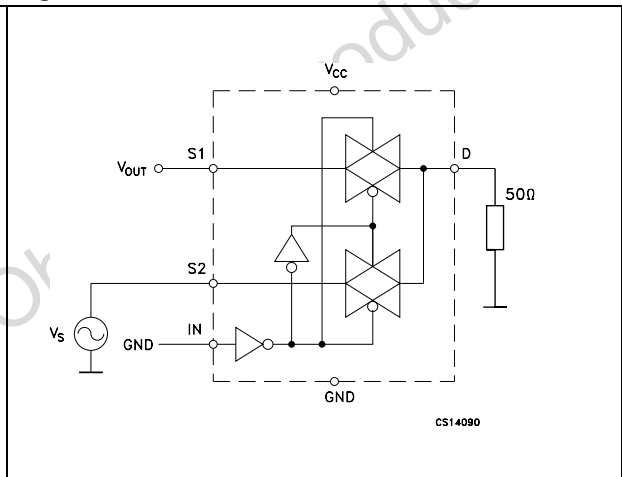 VCC
S1
D
VOUT
50Ω
S2
VS
IN
GND
GND
CS14090